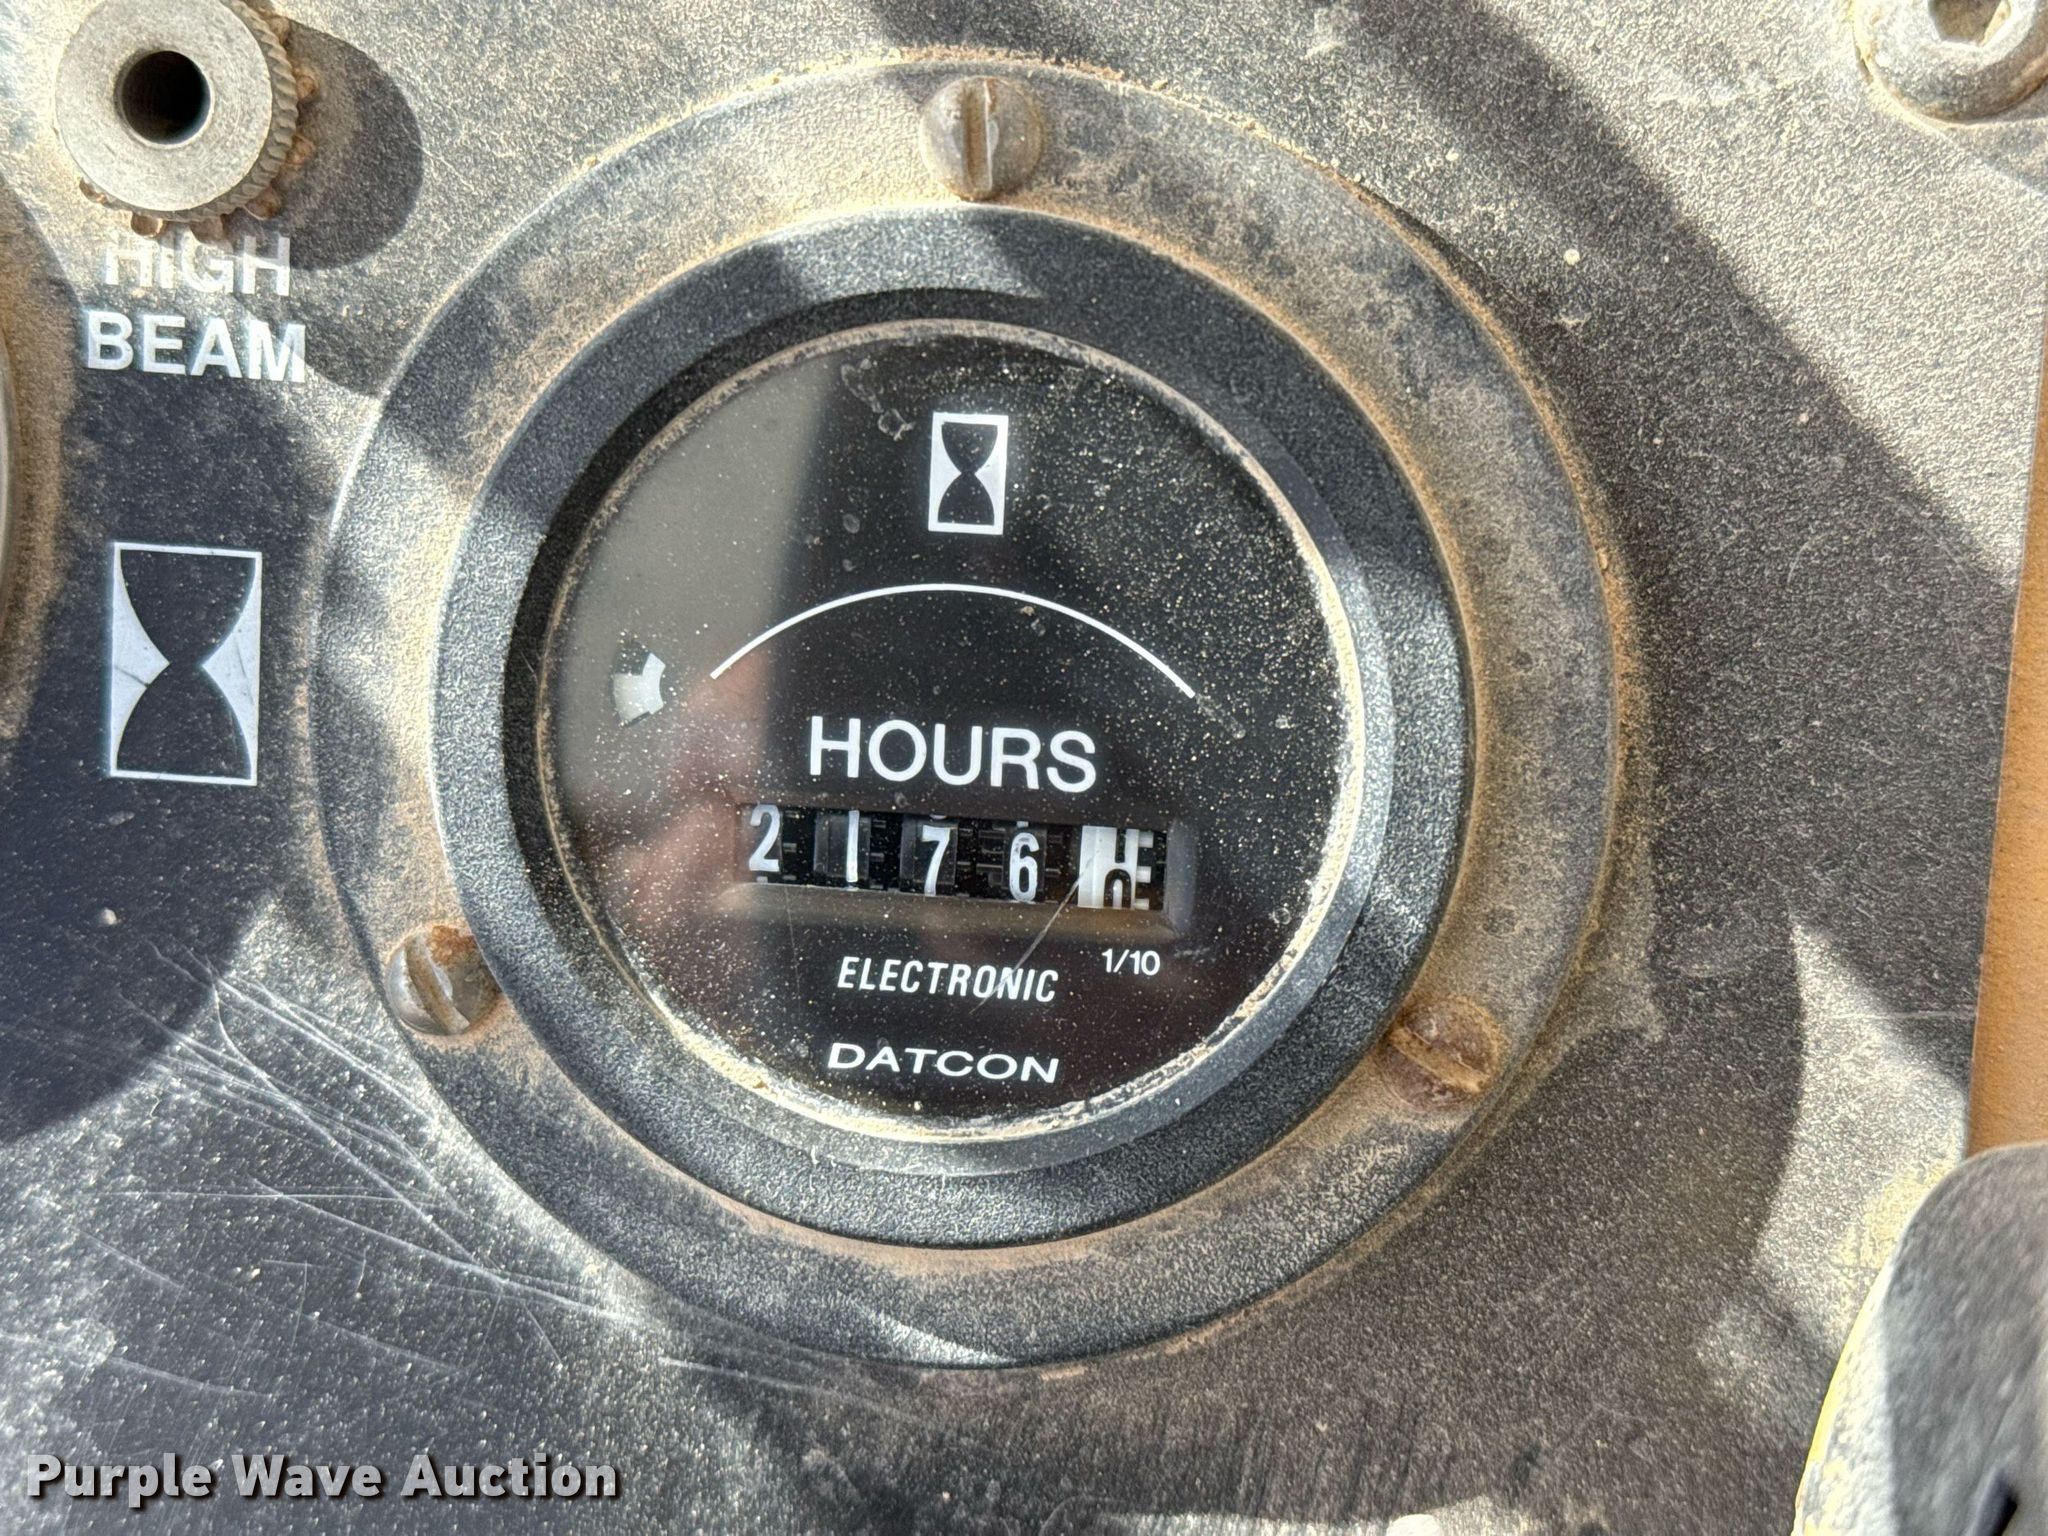 HIGH
BEAM
HOURS
2176
1/10
ELECTRONIC
DATCON
Purple Wave Auction